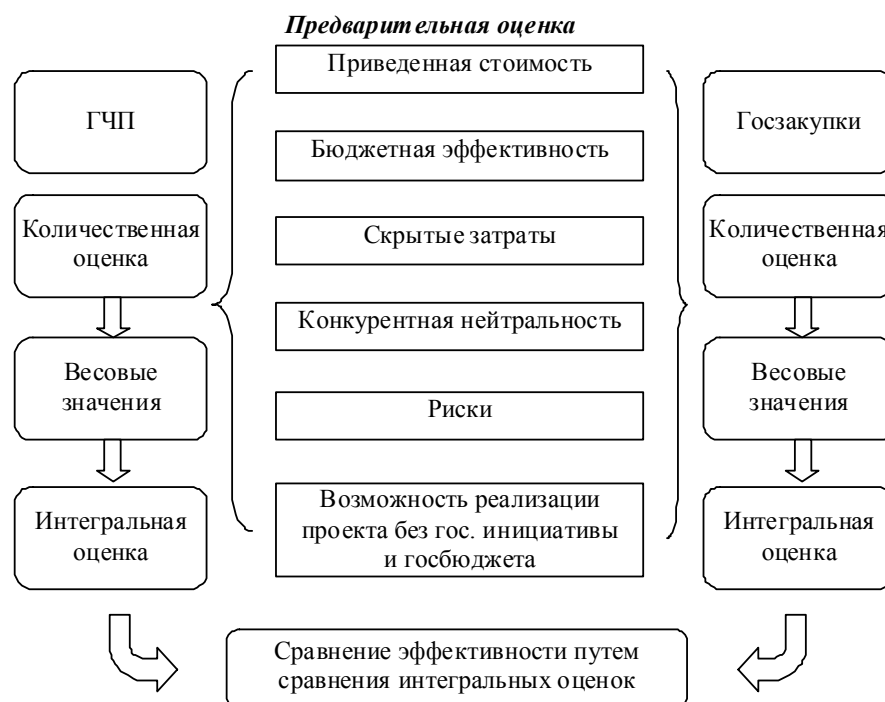 Предварительная оценка
ГЧП
Количественная
оценка
Весовые
значения
Интегральная
оценка
Приведенная стоимость
Бюджетная эффективность
Скрытые затраты
Конкурентная нейтральность
Риски
Возможность реализации
проекта без гос. инициативы
и госбюджета
Госзакупки
Количественная
оценка
Весовые
значения
Интегральная
оценка
Сравнение эффективности путем
сравнения интегральных оценок